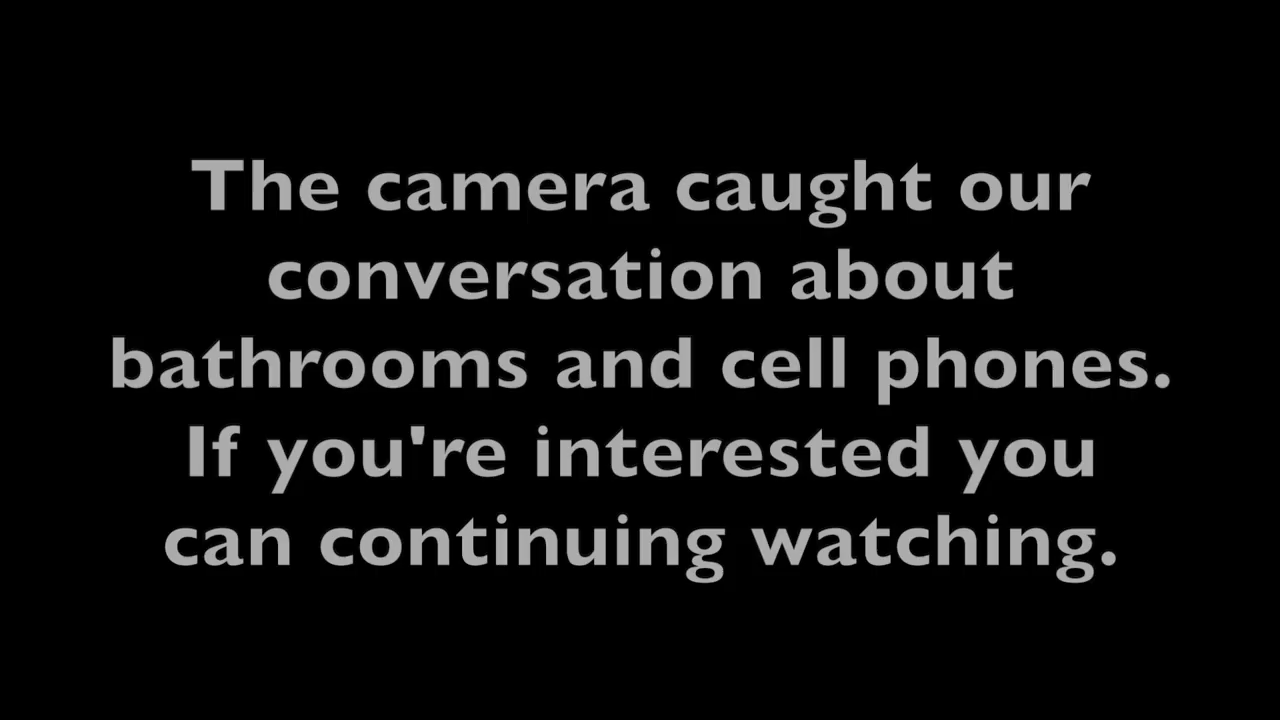 The camera caught our
conversation about
bathrooms and cell phones.
If you're interested you
can continuing watching.